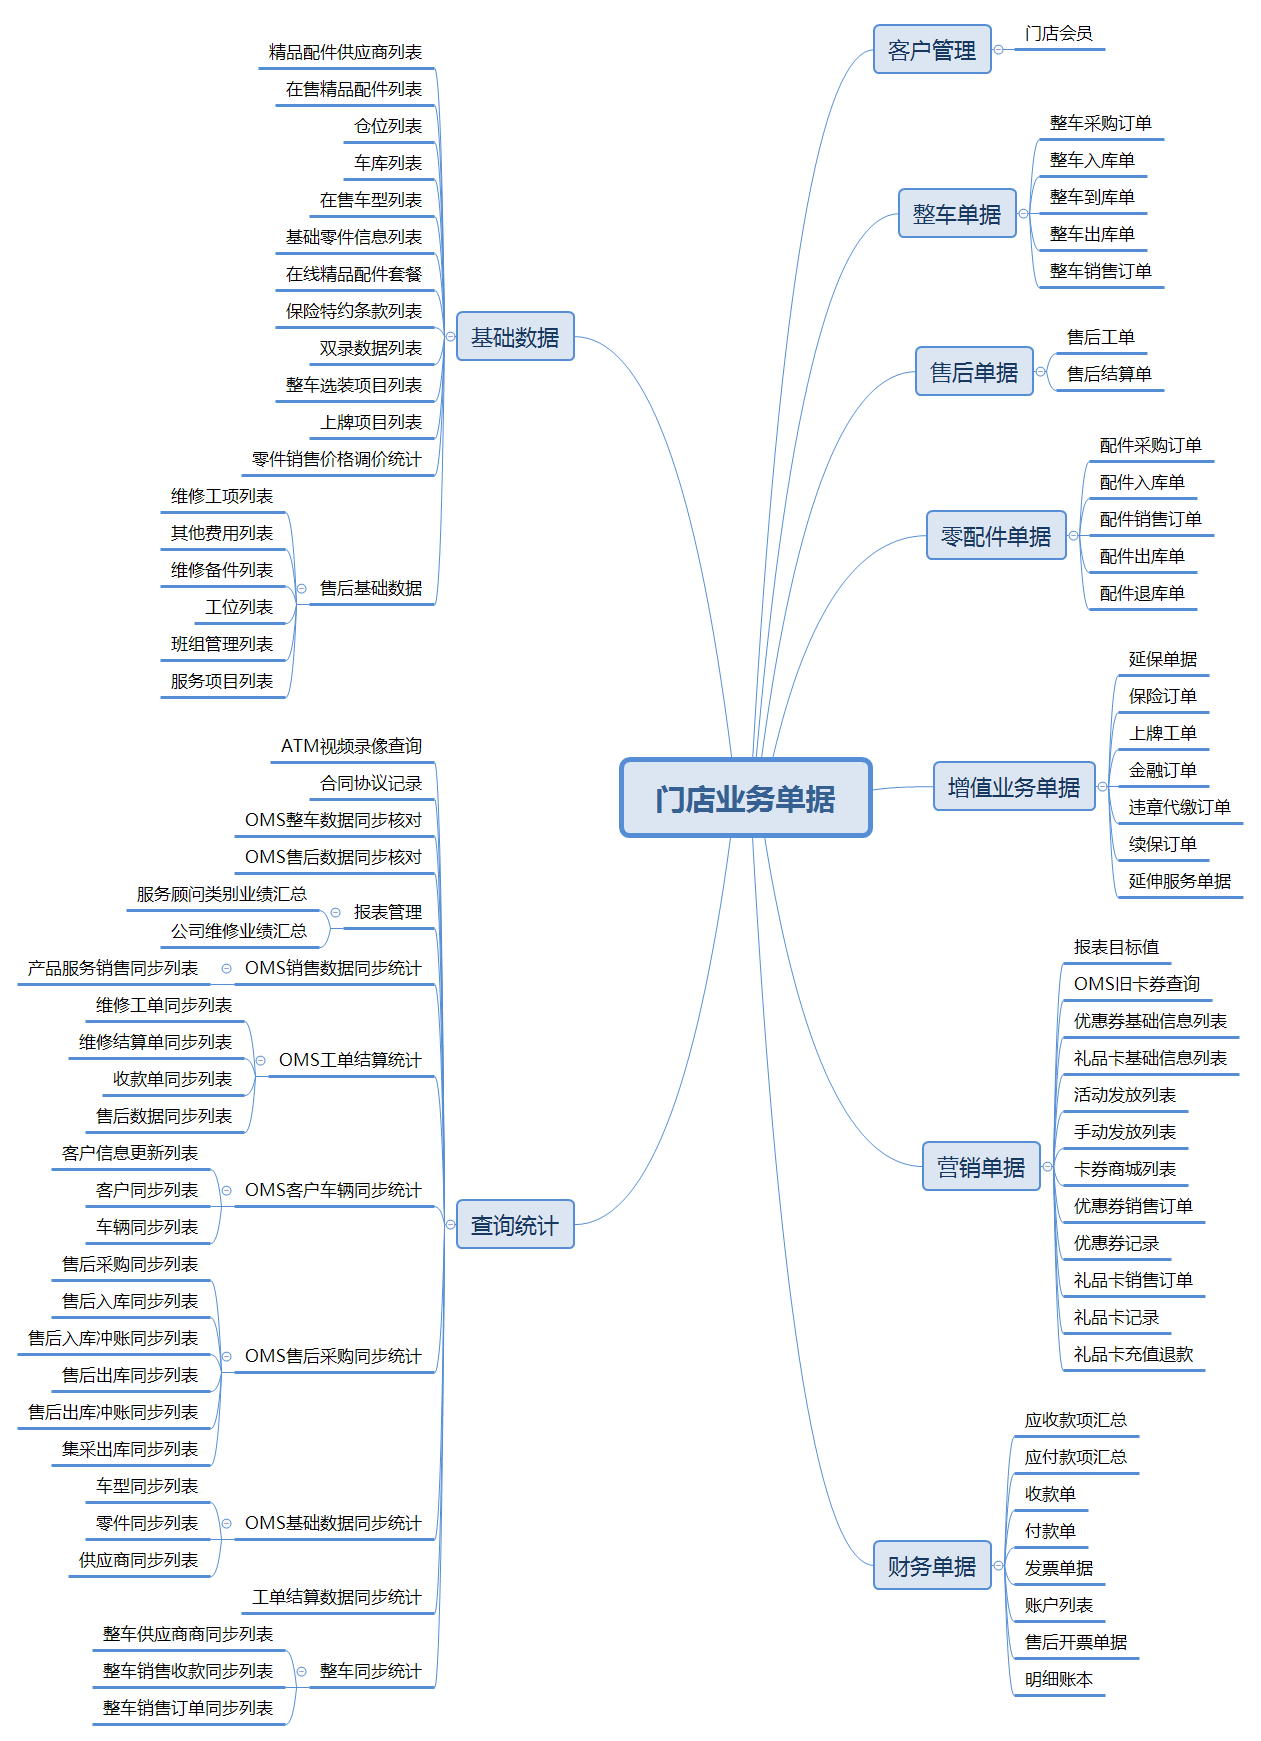 门店业务单据
客户管理
门店会员
整车单据
整车采购订单
整车入库单
整车到库单
整车出库单
整车销售订单
售后单据
售后工单
售后结算单
零配件单据
配件采购订单
配件入库单
配件销售订单
配件出库单
配件退库单
增值业务单据
延保单据
保险订单
上牌工单
金融订单
违章代缴订单
续保订单
延伸服务单据
营销单据
报表目标值
OMS旧卡券查询
优惠券基础信息列表
礼品卡基础信息列表
活动发放列表
手动发放列表
卡券商城列表
优惠券销售订单
优惠券记录
礼品卡销售订单
礼品卡记录
礼品卡充值退款
财务单据
应收款项汇总
应付款项汇总
收款单
付款单
发票单据
账户列表
售后开票单据
明细账本
基础数据
精品配件供应商列表
在售精品配件列表
仓位列表
车库列表
在售车型列表
基础零件信息列表
在线精品配件套餐
保险特约条款列表
双录数据列表
整车选装项目列表
上牌项目列表
零件销售价格调价统计
售后基础数据
维修工项列表
其他费用列表
维修备件列表
工位列表
班组管理列表
服务项目列表
查询统计
ATM视频录像查询
合同协议记录
OMS整车数据同步核对
OMS售后数据同步核对
报表管理
服务顾问类别业绩汇总
公司维修业绩汇总
OMS销售数据同步统计
产品服务销售同步列表
OMS工单结算统计
维修工单同步列表
维修结算单同步列表
收款单同步列表
售后数据同步列表
OMS客户车辆同步统计
客户信息更新列表
客户同步列表
车辆同步列表
OMS售后采购同步统计
售后采购同步列表
售后入库同步列表
售后入库冲账同步列表
售后出库同步列表
售后出库冲账同步列表
集采出库同步列表
OMS基础数据同步统计
车型同步列表
零件同步列表
供应商同步列表
工单结算数据同步统计
整车同步统计
整车供应商商同步列表
整车销售收款同步列表
整车销售订单同步列表